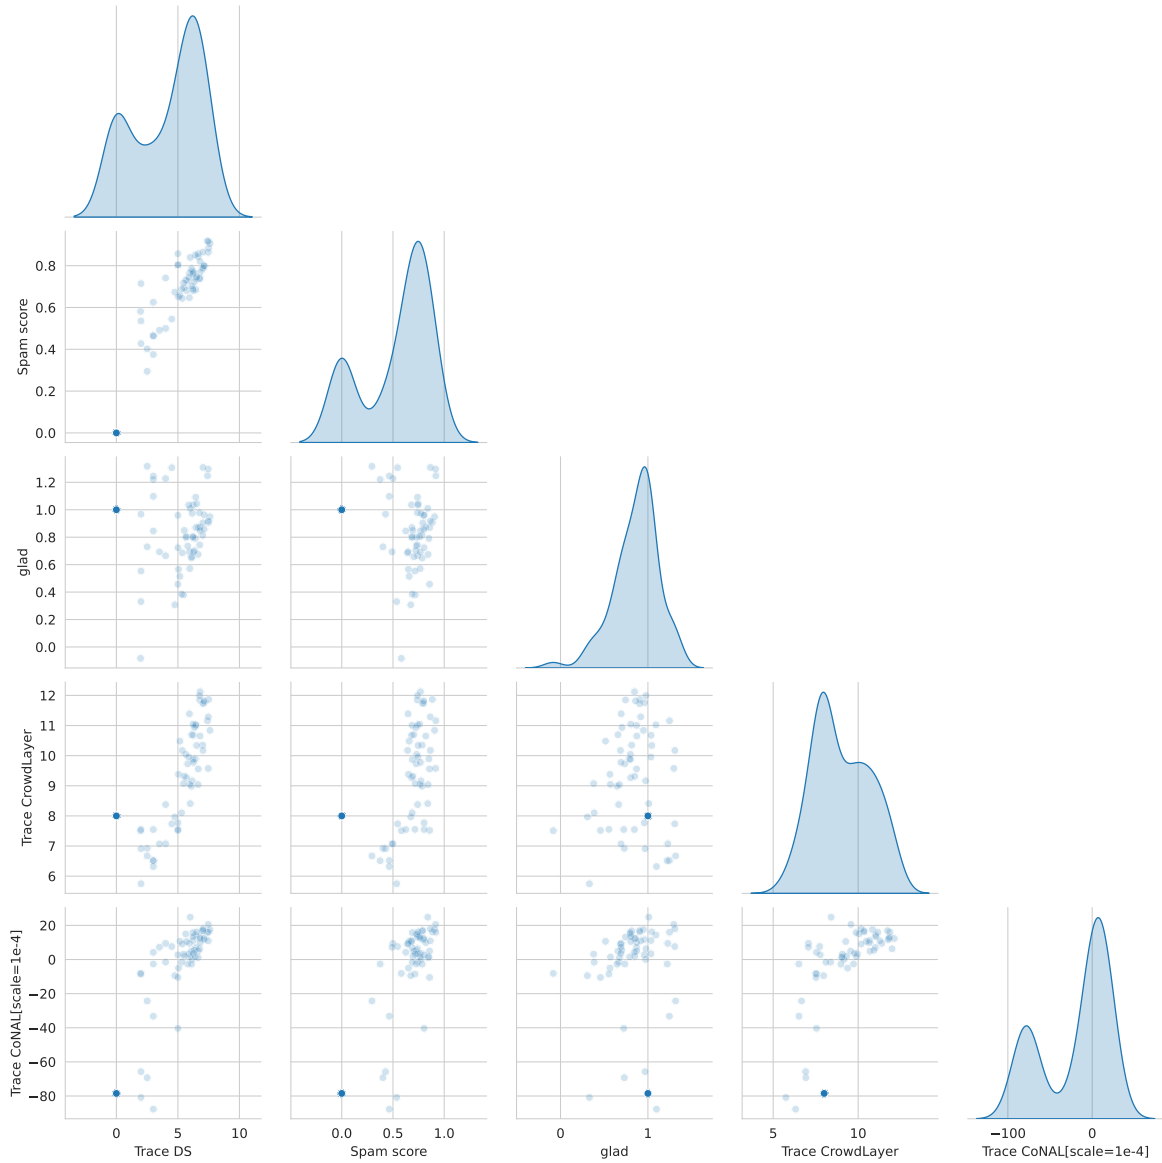 Spam score
0.8
0.6
0.4
0.2
0.0
glad
1.2
1.0
0.8
0.6
0.4
0.2
0.0
Trace CrowdLayer
12
11
10
9
8
7
6
Trace CoNAL[scale=1e-4]
20
0
−20
−40
−60
−80
0 5 10
Trace DS
0.0 0.5 1.0
Spam score
0 1
glad
5 10
Trace CrowdLayer
−100 0
Trace CoNAL[scale=1e-4]